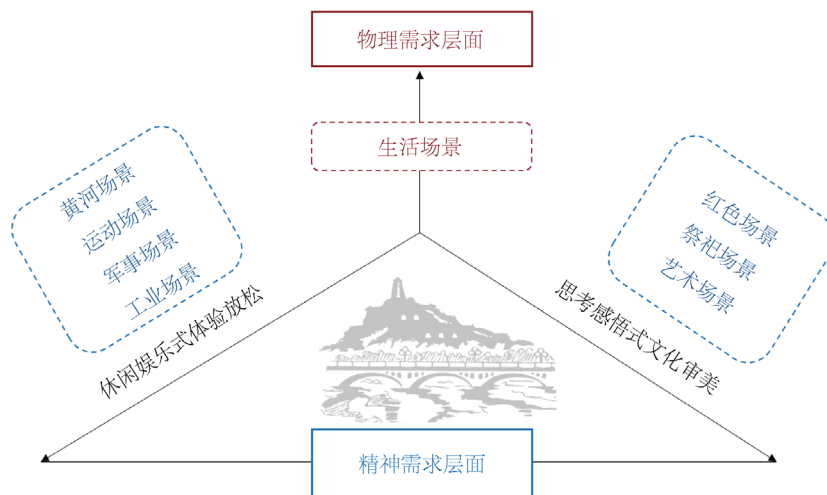 物理需求层面
生活场景
黄河场景
运动场景
军事场景
工业场景
休闲娱乐式体验放松
红色场景
祭祀场景
艺术场景
思考感悟式文化审美
精神需求层面